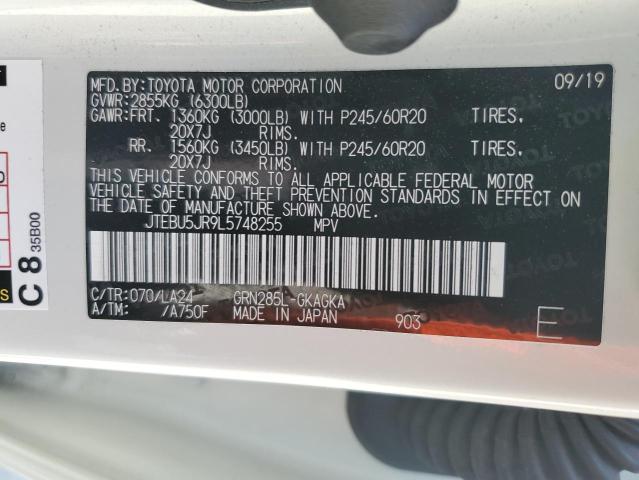 MFD. BY: TOYOTA MOTOR CORPORATION 09/19
GVWR: 2855KG (6300LB)
GAWR: FRT. 1360KG (3000LB) WITH P245/60R20 TIRES,
20X7J RIMS.
RR. 1560KG (3450LB) WITH P245/60R20 TIRES,
20X7J RIMS.
THIS VEHICLE CONFORMS TO ALL APPLICABLE FEDERAL MOTOR
VEHICLE SAFETY AND THEFT PREVENTION STANDARDS IN EFFECT ON
THE DATE OF MANUFACTURE SHOWN ABOVE.
JTEBU5JR9L5748255 MPV
C/TR: 070/LA24 GRN285L-GKAGKA
A/TM: /A750F MADE IN JAPAN 903 E
C 8 35B00